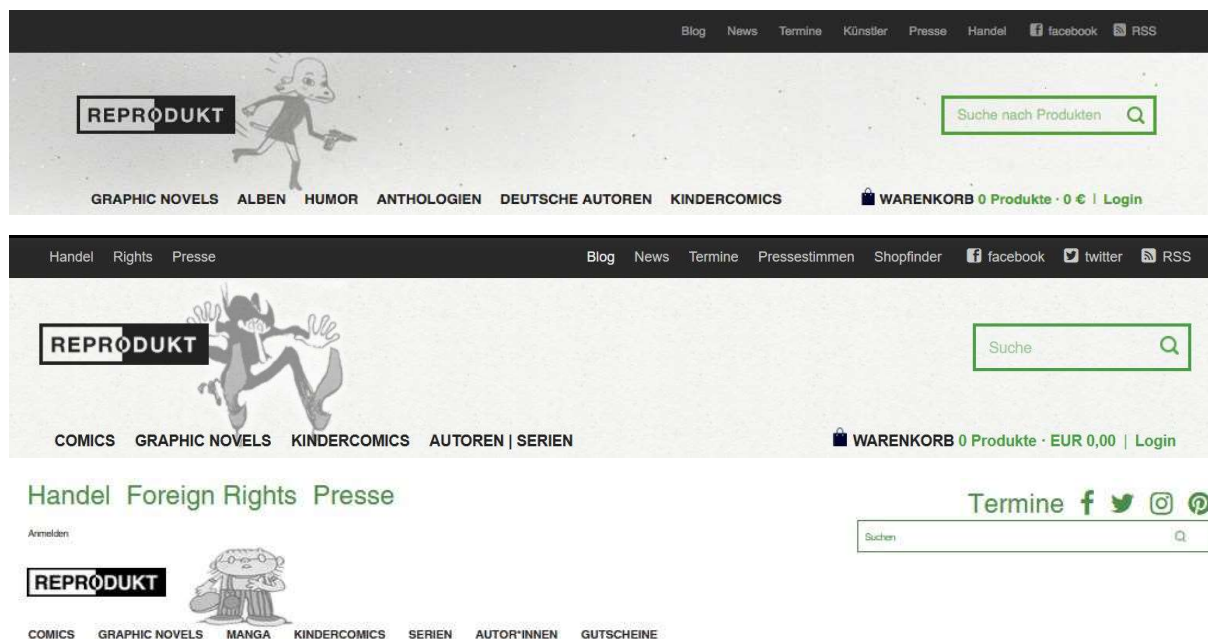 Blog News Termine Künstler Presse Handel facebook RSS
REPRODUKT
Suche nach Produkten
GRAPHIC NOVELS ALBEN HUMOR ANTHOLOGIEN DEUTSCHE AUTOREN KINDERCOMICS WARENKORB 0 Produkte · 0 € | Login
Handel Rights Presse Blog News Termine Pressestimmen Shopfinder facebook twitter RSS
REPRODUKT
Suche
COMICS GRAPHIC NOVELS KINDERCOMICS AUTOREN | SERIEN WARENKORB 0 Produkte · EUR 0,00 | Login
Handel Foreign Rights Presse Termine
Anmelden
Suchen
REPRODUKT
COMICS GRAPHIC NOVELS MANGA KINDERCOMICS SERIEN AUTOR*INNEN GUTSCHEINE